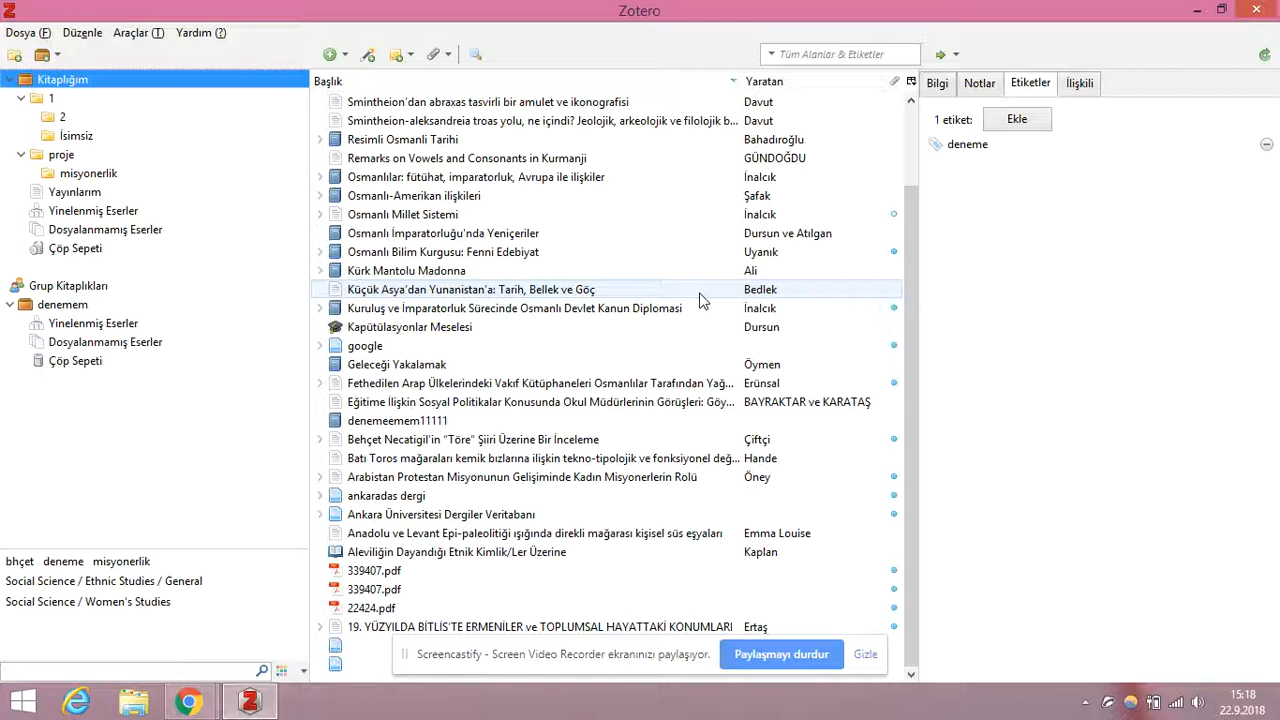 Zotero
Dosya (F) Düzenle Araçlar (T) Yardım (?)
Tüm Alanlar & Etiketler
Kitaplığım
1
2
İsimsiz
proje
misyonerlik
Yayınlarım
Yinelenmiş Eserler
Dosyalanmamış Eserler
Çöp Sepeti
Grup Kitaplıkları
denemem
Yinelenmiş Eserler
Dosyalanmamış Eserler
Çöp Sepeti
bhçet deneme misyonerlik
Social Science / Ethnic Studies / General
Social Science / Women's Studies
Başlık Yaratan
Smintheion’dan abraxas tasvirli bir amulet ve ikonografisi Davut
Smintheion-aleksandreia troas yolu, ne içindi? Jeolojik, arkeolojik ve filolojik b... Davut
Resimli Osmanli Tarihi Bahadıroğlu
Remarks on Vowels and Consonants in Kurmanji GÜNDOĞDU
Osmanlılar: fütühat, imparatorluk, Avrupa ile ilişkiler İnalcık
Osmanlı-Amerikan ilişkileri Şafak
Osmanlı Millet Sistemi İnalcık
Osmanlı İmparatorluğu’nda Yeniçeriler Dursun ve Atılgan
Osmanlı Bilim Kurgusu: Fenni Edebiyat Uyanık
Kürk Mantolu Madonna Ali
Küçük Asya’dan Yunanistan’a: Tarih, Bellek ve Göç Bedlek
Kuruluş ve İmparatorluk Sürecinde Osmanlı Devlet Kanun Diplomasi İnalcık
Kapütülasyonlar Meselesi Dursun
google
Geleceği Yakalamak Öymen
Fethedilen Arap Ülkelerindeki Vakıf Kütüphaneleri Osmanlılar Tarafından Yağ... Erünsal
Eğitime İlişkin Sosyal Politikalar Konusunda Okul Müdürlerinin Görüşleri: Göy... BAYRAKTAR ve KARATAŞ
denemeemem11111
Behçet Necatigil’in “Töre” Şiiri Üzerine Bir İnceleme Çiftçi
Batı Toros mağaraları kemik bızlarına ilişkin tekno-tipolojik ve fonksiyonel değ... Hande
Arabistan Protestan Misyonunun Gelişiminde Kadın Misyonerlerin Rolü Öney
ankaradas dergi
Ankara Üniversitesi Dergiler Veritabanı
Anadolu ve Levant Epi-paleolitiği ışığında direkli mağarası kişisel süs eşyaları Emma Louise
Aleviliğin Dayandığı Etnik Kimlik/Ler Üzerine Kaplan
339407.pdf
339407.pdf
22424.pdf
19. YÜZYILDA BİTLİS’TE ERMENİLER ve TOPLUMSAL HAYATTAKİ KONUMLARI Ertaş
Screencastify - Screen Video Recorder ekranınızı paylaşıyor. Paylaşmayı durdur Gizle
Bilgi Notlar Etiketler İlişkili
1 etiket: Ekle
deneme
15:18
22.9.2018